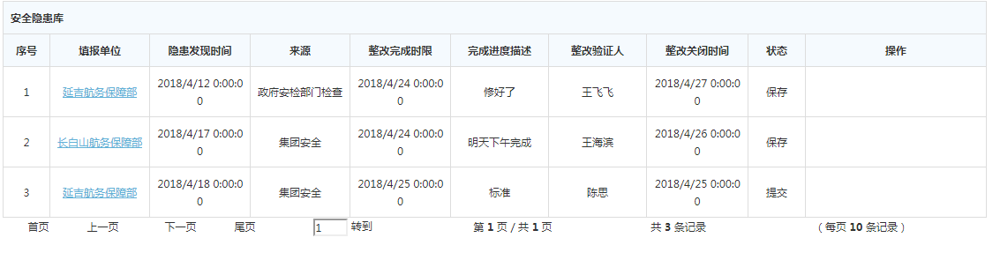 安全隐患库
序号 填报单位 隐患发现时间 来源 整改完成时限 完成进度描述 整改验证人 整改关闭时间 状态 操作
1 延吉航务保障部 2018/4/12 0:00:00 政府安检部门检查 2018/4/24 0:00:00 修好了 王飞飞 2018/4/27 0:00:00 保存
2 长白山航务保障部 2018/4/17 0:00:00 集团安全 2018/4/24 0:00:00 明天下午完成 王海滨 2018/4/26 0:00:00 保存
3 延吉航务保障部 2018/4/18 0:00:00 集团安全 2018/4/25 0:00:00 标准 陈思 2018/4/25 0:00:00 提交
首页 上一页 下一页 尾页 1 转到 第 1 页 / 共 1 页 共 3 条记录 （每页 10 条记录）